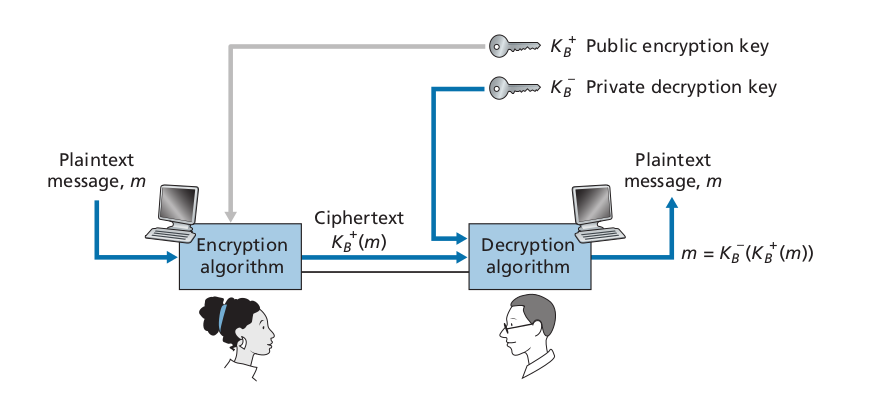 K_B^+ Public encryption key
K_B^- Private decryption key
Plaintext
message, m
Plaintext
message, m
Ciphertext
K_B^+(m)
Encryption
algorithm
Decryption
algorithm
m = K_B^-(K_B^+(m))